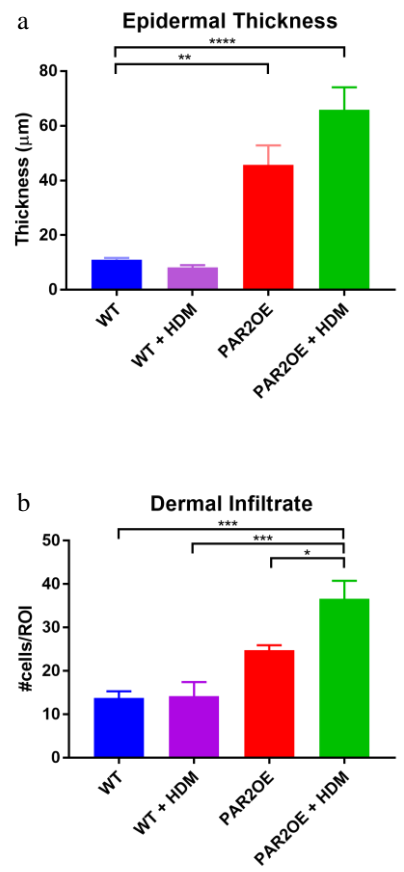 a
Epidermal Thickness
****
**
Thickness (μm)
80
60
40
20
0
WT
WT + HDM
PAR2OE
PAR2OE + HDM
b
Dermal Infiltrate
***
***
*
#cells/ROI
50
40
30
20
10
0
WT
WT + HDM
PAR2OE
PAR2OE + HDM